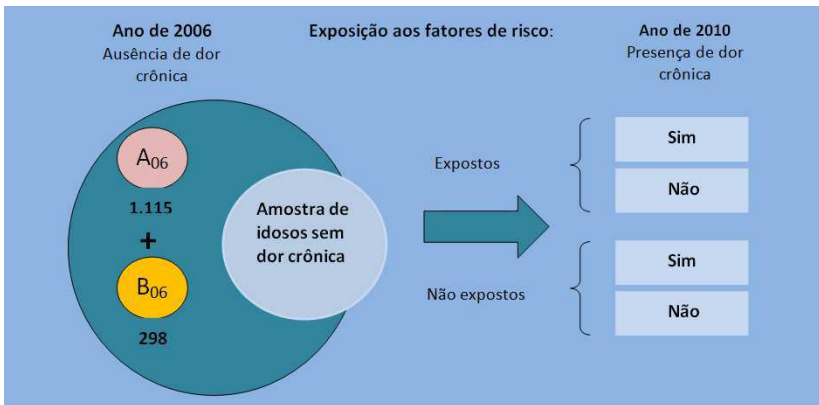 Ano de 2006
Ausência de dor
crônica
Exposição aos fatores de risco:
Ano de 2010
Presença de dor
crônica
A06
1.115
+
B06
298
Amostra de
idosos sem
dor crônica
Expostos
Não expostos
Sim
Não
Sim
Não